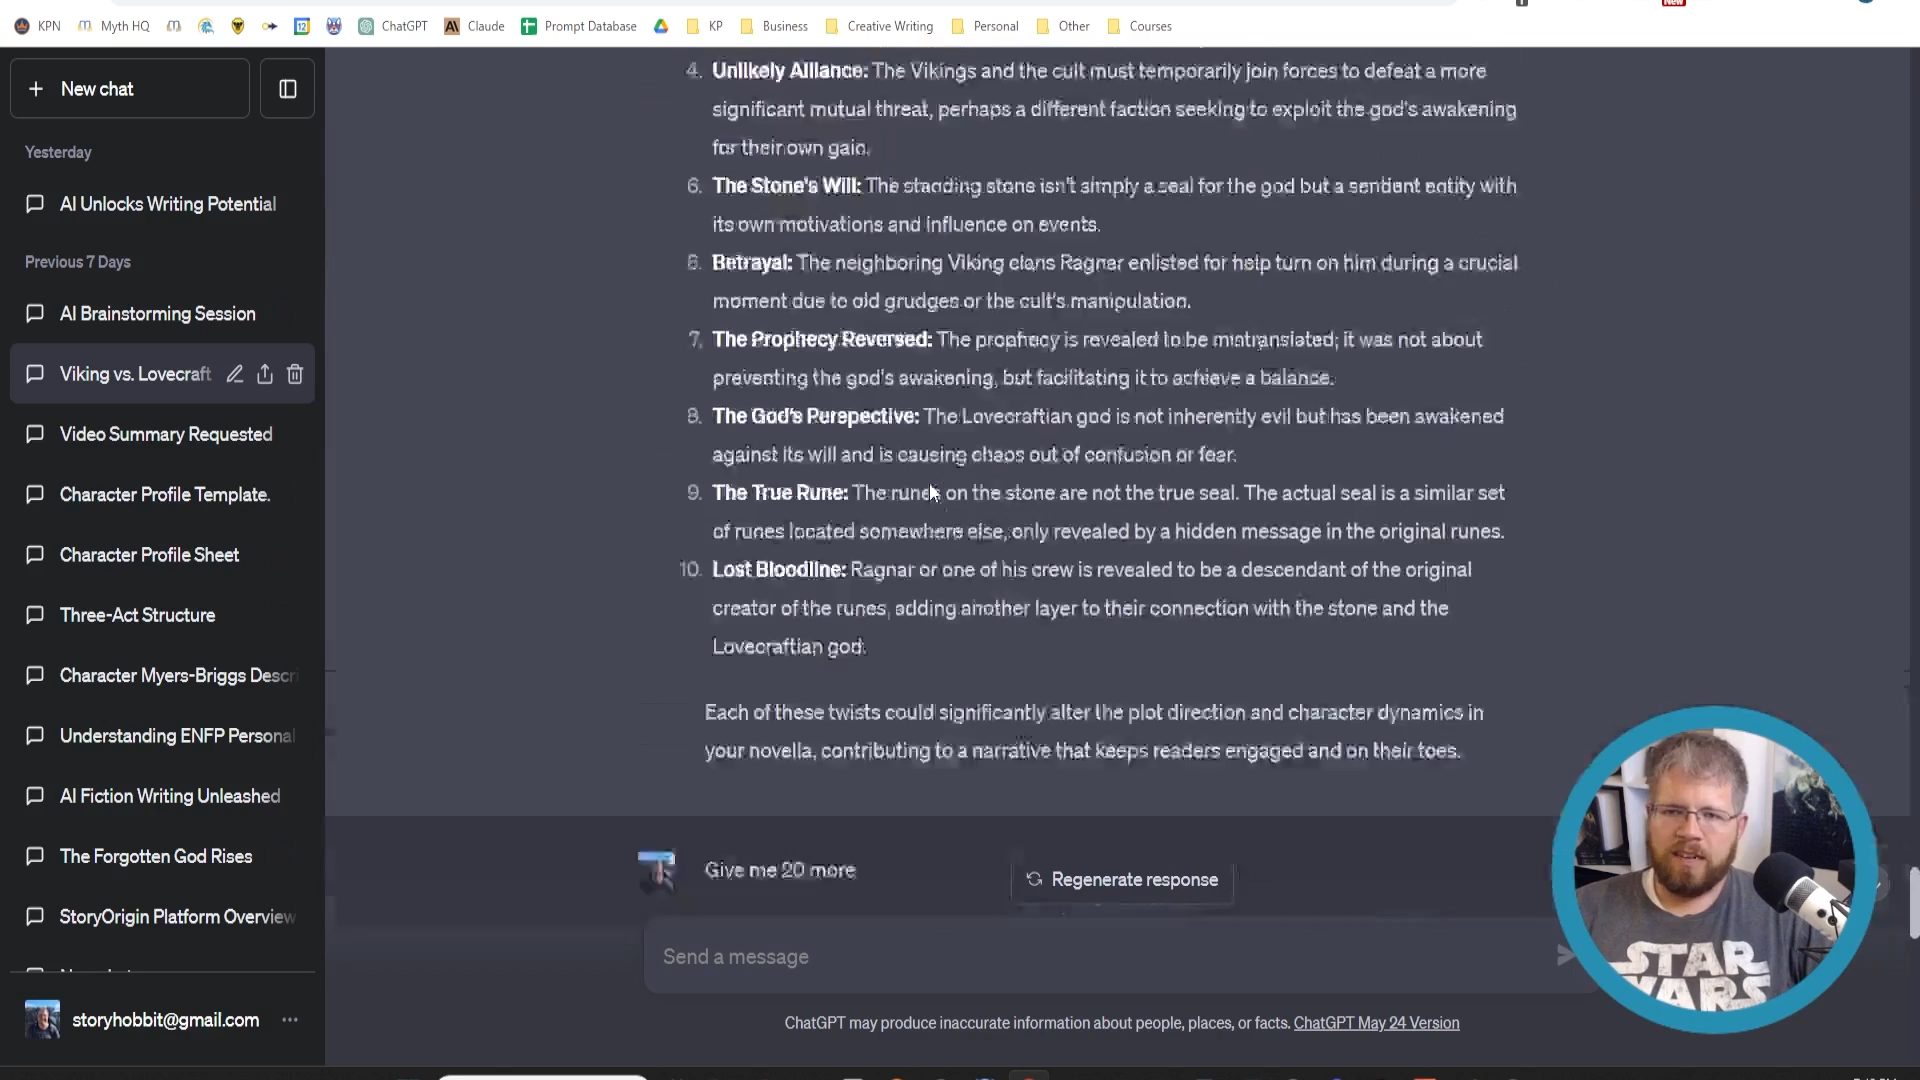 KPN
Myth HQ
12
ChatGPT
Claude
Prompt Database
KP
Business
Creative Writing
Personal
Other
Courses
New
New chat
Yesterday
AI Unlocks Writing Potential
Previous 7 Days
AI Brainstorming Session
Viking vs. Lovecraft
Video Summary Requested
Character Profile Template.
Character Profile Sheet
Three-Act Structure
Character Myers-Briggs Descri
Understanding ENFP Personal
AI Fiction Writing Unleashed
The Forgotten God Rises
StoryOrigin Platform Overview
storyhobbit@gmail.com
4. Unlikely Alliance: The Vikings and the cult must temporarily join forces to defeat a more
significant mutual threat, perhaps a different faction seeking to exploit the god's awakening
for their own gain.
The Stone's Will: The standing stone isn't simply a seal for the god but a sendient entity with
its own motivations and influence on events.
Betrayal: The neighboring Viking clans Ragnar enlisted for help turn on him during a crucial
moment due to old grudges or the cult's manipulation.
7. The Prophecy Reversed: The prophecy is revealed to be mistranslated; it was not about
preventing the god's awakening, but facilitating it to achieve a balance.
8. The God's Perspective: The Lovecraftian god is not inherently evil but has been awakened
against its will and is causing chaos out of confusion or fear.
9. The True Rune: The runes on the stone are not the true seal. The actual seal is a similar set
of runes located somewhere else, only revealed by a hidden message in the original runes.
10. Lost Bloodline: Ragnar or one of his crew is revealed to be a descendant of the original
creator of the runes, adding another layer to their connection with the stone and the
Lovecraftian god.
Each of these twists could significantly alter the plot direction and character dynamics in
your novella, contributing to a narrative that keeps readers engaged and on their toes.
Give me 20 more
Regenerate response
Send a message
ChatGPT may produce inaccurate information about people, places, or facts. ChatGPT May 24 Version
STAR
WARS